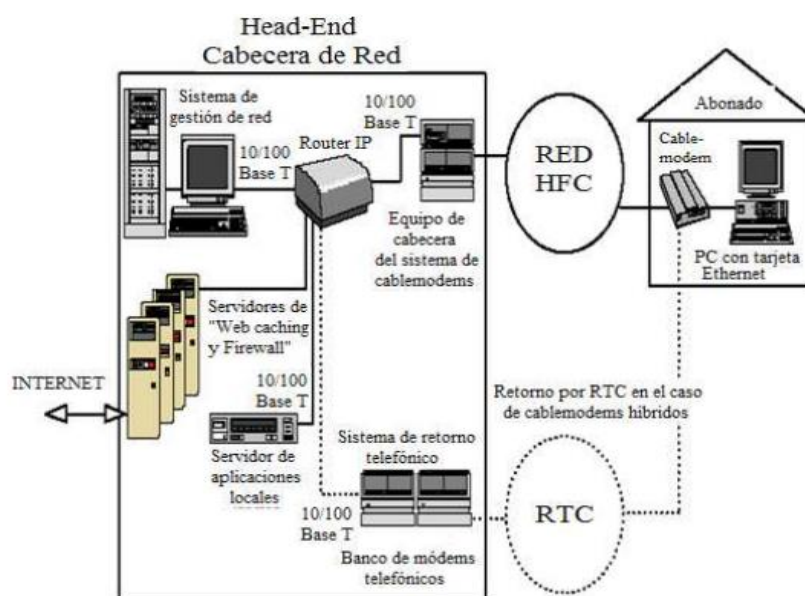 Head-End
Cabecera de Red
Sistema de
gestión de red
10/100
Base T
Router IP
10/100
Base T
Equipo de
cabecera
del sistema de
cablemodems
RED
HFC
Abonado
Cable-
modem
PC con tarjeta
Ethernet
Servidores de
"Web caching
y Firewall"
INTERNET
10/100
Base T
Servidor de
aplicaciones
locales
Retorno por RTC en el caso
de cablemodems hibridos
Sistema de retorno
telefónico
10/100
Base T
Banco de módems
telefónicos
RTC